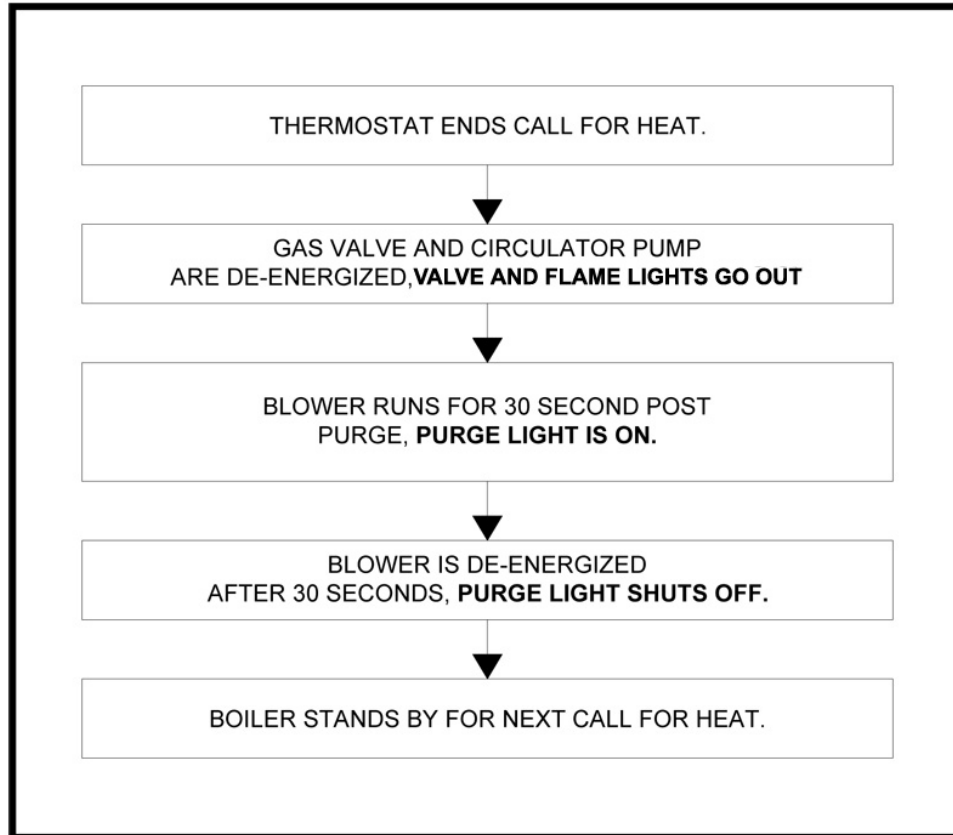 THERMOSTAT ENDS CALL FOR HEAT.
GAS VALVE AND CIRCULATOR PUMP
ARE DE-ENERGIZED,VALVE AND FLAME LIGHTS GO OUT
BLOWER RUNS FOR 30 SECOND POST
PURGE, PURGE LIGHT IS ON.
BLOWER IS DE-ENERGIZED
AFTER 30 SECONDS, PURGE LIGHT SHUTS OFF.
BOILER STANDS BY FOR NEXT CALL FOR HEAT.